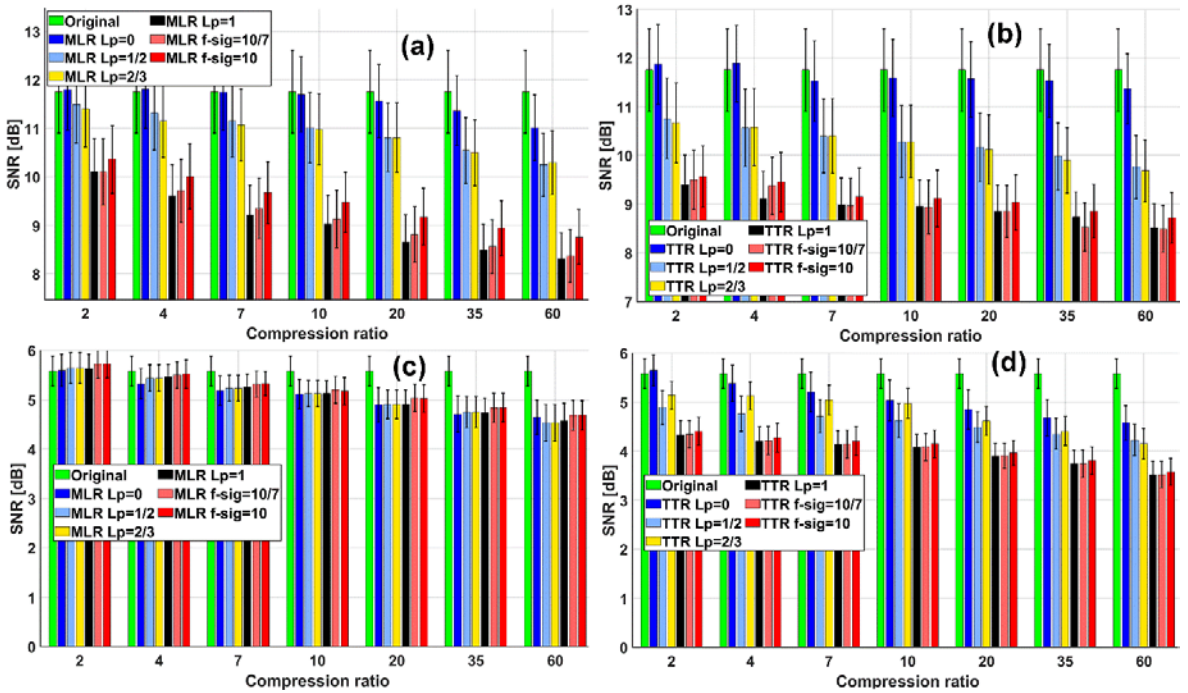 13
12
11
10
9
8
SNR [dB]
Original
MLR Lp=0
MLR Lp=1/2
MLR Lp=2/3
MLR Lp=1
MLR f-sig=10/7
MLR f-sig=10
(a)
2 4 7 10 20 35 60
Compression ratio
13
12
11
10
9
8
7
SNR [dB]
(b)
Original
TTR Lp=0
TTR Lp=1/2
TTR Lp=2/3
TTR Lp=1
TTR f-sig=10/7
TTR f-sig=10
2 4 7 10 20 35 60
Compression ratio
6
5
4
3
2
1
0
SNR [dB]
(c)
Original
MLR Lp=0
MLR Lp=1/2
MLR Lp=2/3
MLR Lp=1
MLR f-sig=10/7
MLR f-sig=10
2 4 7 10 20 35 60
Compression ratio
6
5
4
3
2
1
0
SNR [dB]
(d)
Original
TTR Lp=0
TTR Lp=1/2
TTR Lp=2/3
TTR Lp=1
TTR f-sig=10/7
TTR f-sig=10
2 4 7 10 20 35 60
Compression ratio